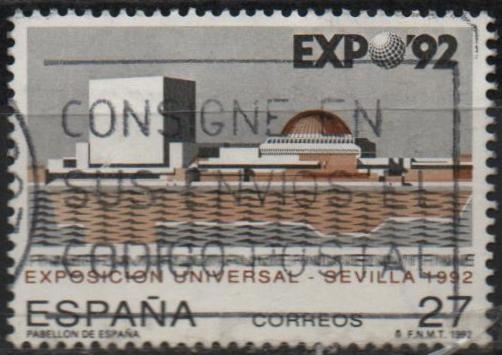 EXPO'92
CONSIGNE EN
SUS ENVIOS EL
CODIGO POSTAL
EXPOSICION UNIVERSAL - SEVILLA 1992
ESPAÑA CORREOS 27
PABELLON DE ESPAÑA F.N.M.T. 1992